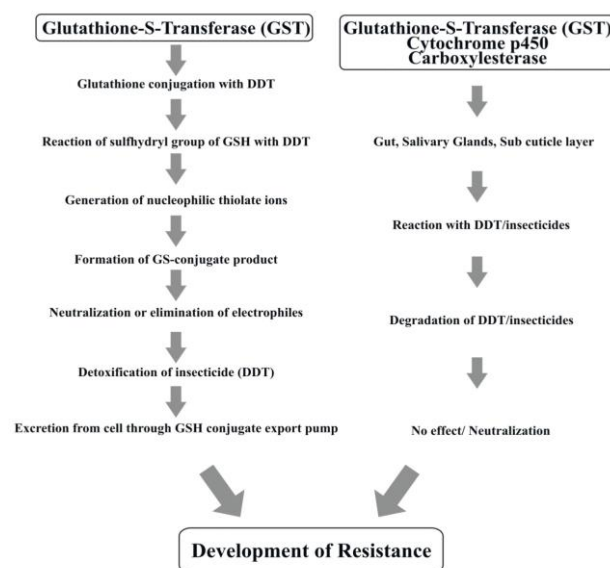 Glutathione-S-Transferase (GST)
Glutathione conjugation with DDT
Reaction of sulfhydryl group of GSH with DDT
Generation of nucleophilic thiolate ions
Formation of GS-conjugate product
Neutralization or elimination of electrophiles
Detoxification of insecticide (DDT)
Excretion from cell through GSH conjugate export pump
Glutathione-S-Transferase (GST)
Cytochrome p450
Carboxylesterase
Gut, Salivary Glands, Sub cuticle layer
Reaction with DDT/insecticides
Degradation of DDT/insecticides
No effect/ Neutralization
Development of Resistance